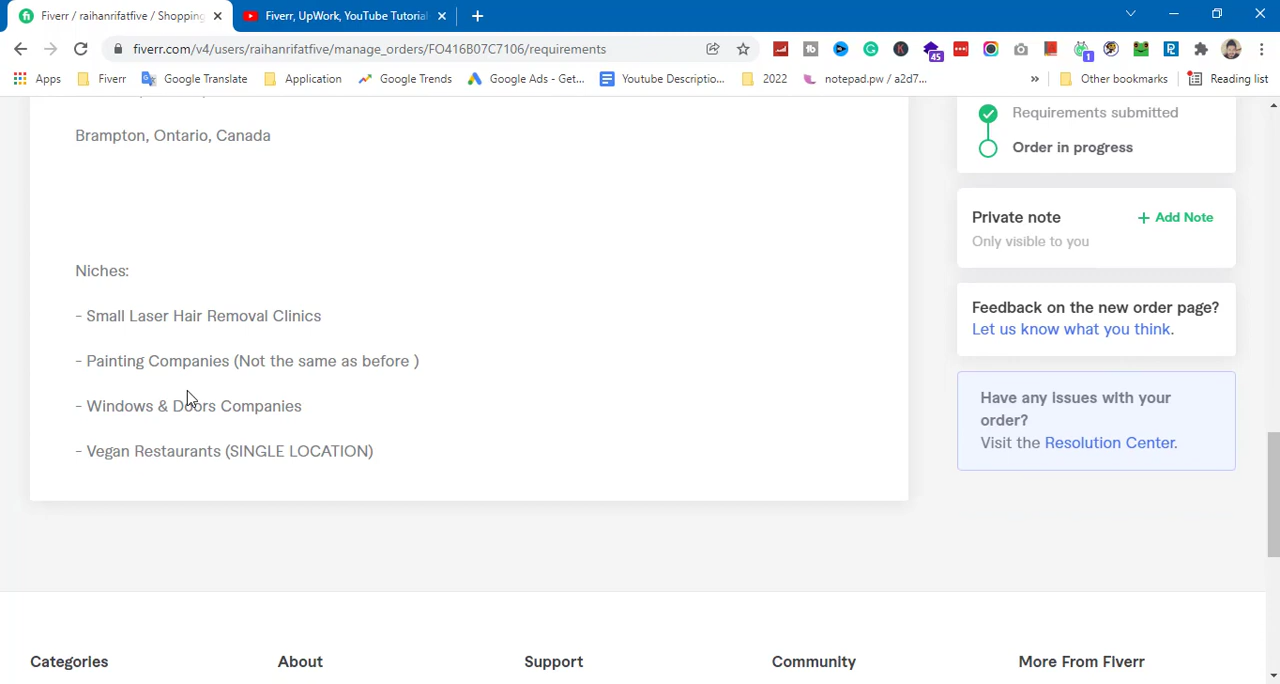 Fiverr / raihanrifatfive / Shopping
Fiverr, UpWork, YouTube Tutorial
fiverr.com/v4/users/raihanrifatfive/manage_orders/FO416B07C7106/requirements
45
1
Apps
Fiverr
Google Translate
Application
Google Trends
Google Ads - Get...
Youtube Descriptio...
2022
notepad.pw / a2d7...
»
Other bookmarks
Reading list
Brampton, Ontario, Canada
Niches:
- Small Laser Hair Removal Clinics
- Painting Companies (Not the same as before )
- Windows & Doors Companies
- Vegan Restaurants (SINGLE LOCATION)
Requirements submitted
Order in progress
Private note
+ Add Note
Only visible to you
Feedback on the new order page?
Let us know what you think.
Have any issues with your
order?
Visit the Resolution Center.
Categories
About
Support
Community
More From Fiverr